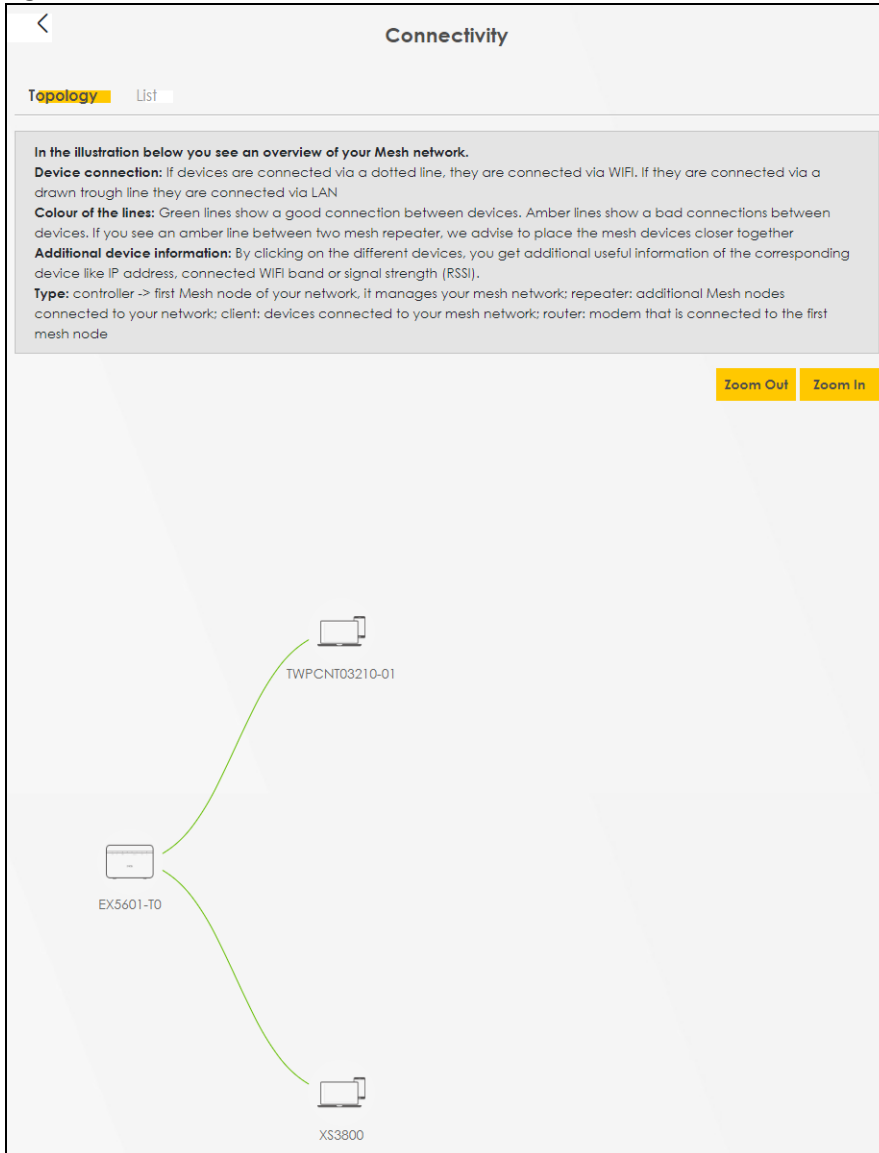 Connectivity
Topology List
In the illustration below you see an overview of your Mesh network.
Device connection: If devices are connected via a dotted line, they are connected via WIFI. If they are connected via a
drawn trough line they are connected via LAN
Colour of the lines: Green lines show a good connection between devices. Amber lines show a bad connections between
devices. If you see an amber line between two mesh repeater, we advise to place the mesh devices closer together
Additional device information: By clicking on the different devices, you get additional useful information of the corresponding
device like IP address, connected WIFI band or signal strength (RSSI).
Type: controller -> first Mesh node of your network, it manages your mesh network; repeater: additional Mesh nodes
connected to your network; client: devices connected to your mesh network; router: modem that is connected to the first
mesh node
Zoom Out Zoom In
TWPCNT03210-01
EX5601-T0
XS3800